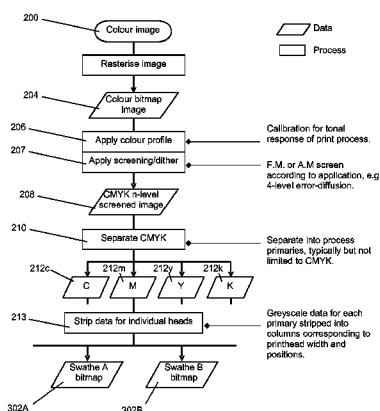 200
Colour image
Data
Process
Rasterise image
204
Colour bitmap
Image
206
Apply colour profile
Calibration for tonal
response of print process.
207
Apply screening/dither
F.M. or A.M screen
according to application, e.g
4-level error-diffusion.
208
CMYK n-level
screened image
210
Separate CMYK
Separate into process
primaries, typically but not
limited to CMYK.
212c
212m
212y
212k
C
M
Y
K
213
Strip data for individual heads
Greyscale data for each
primary stripped into
columns corresponding to
printhead width and
positions.
Swathe A
bitmap
Swathe B
bitmap
302A
302B